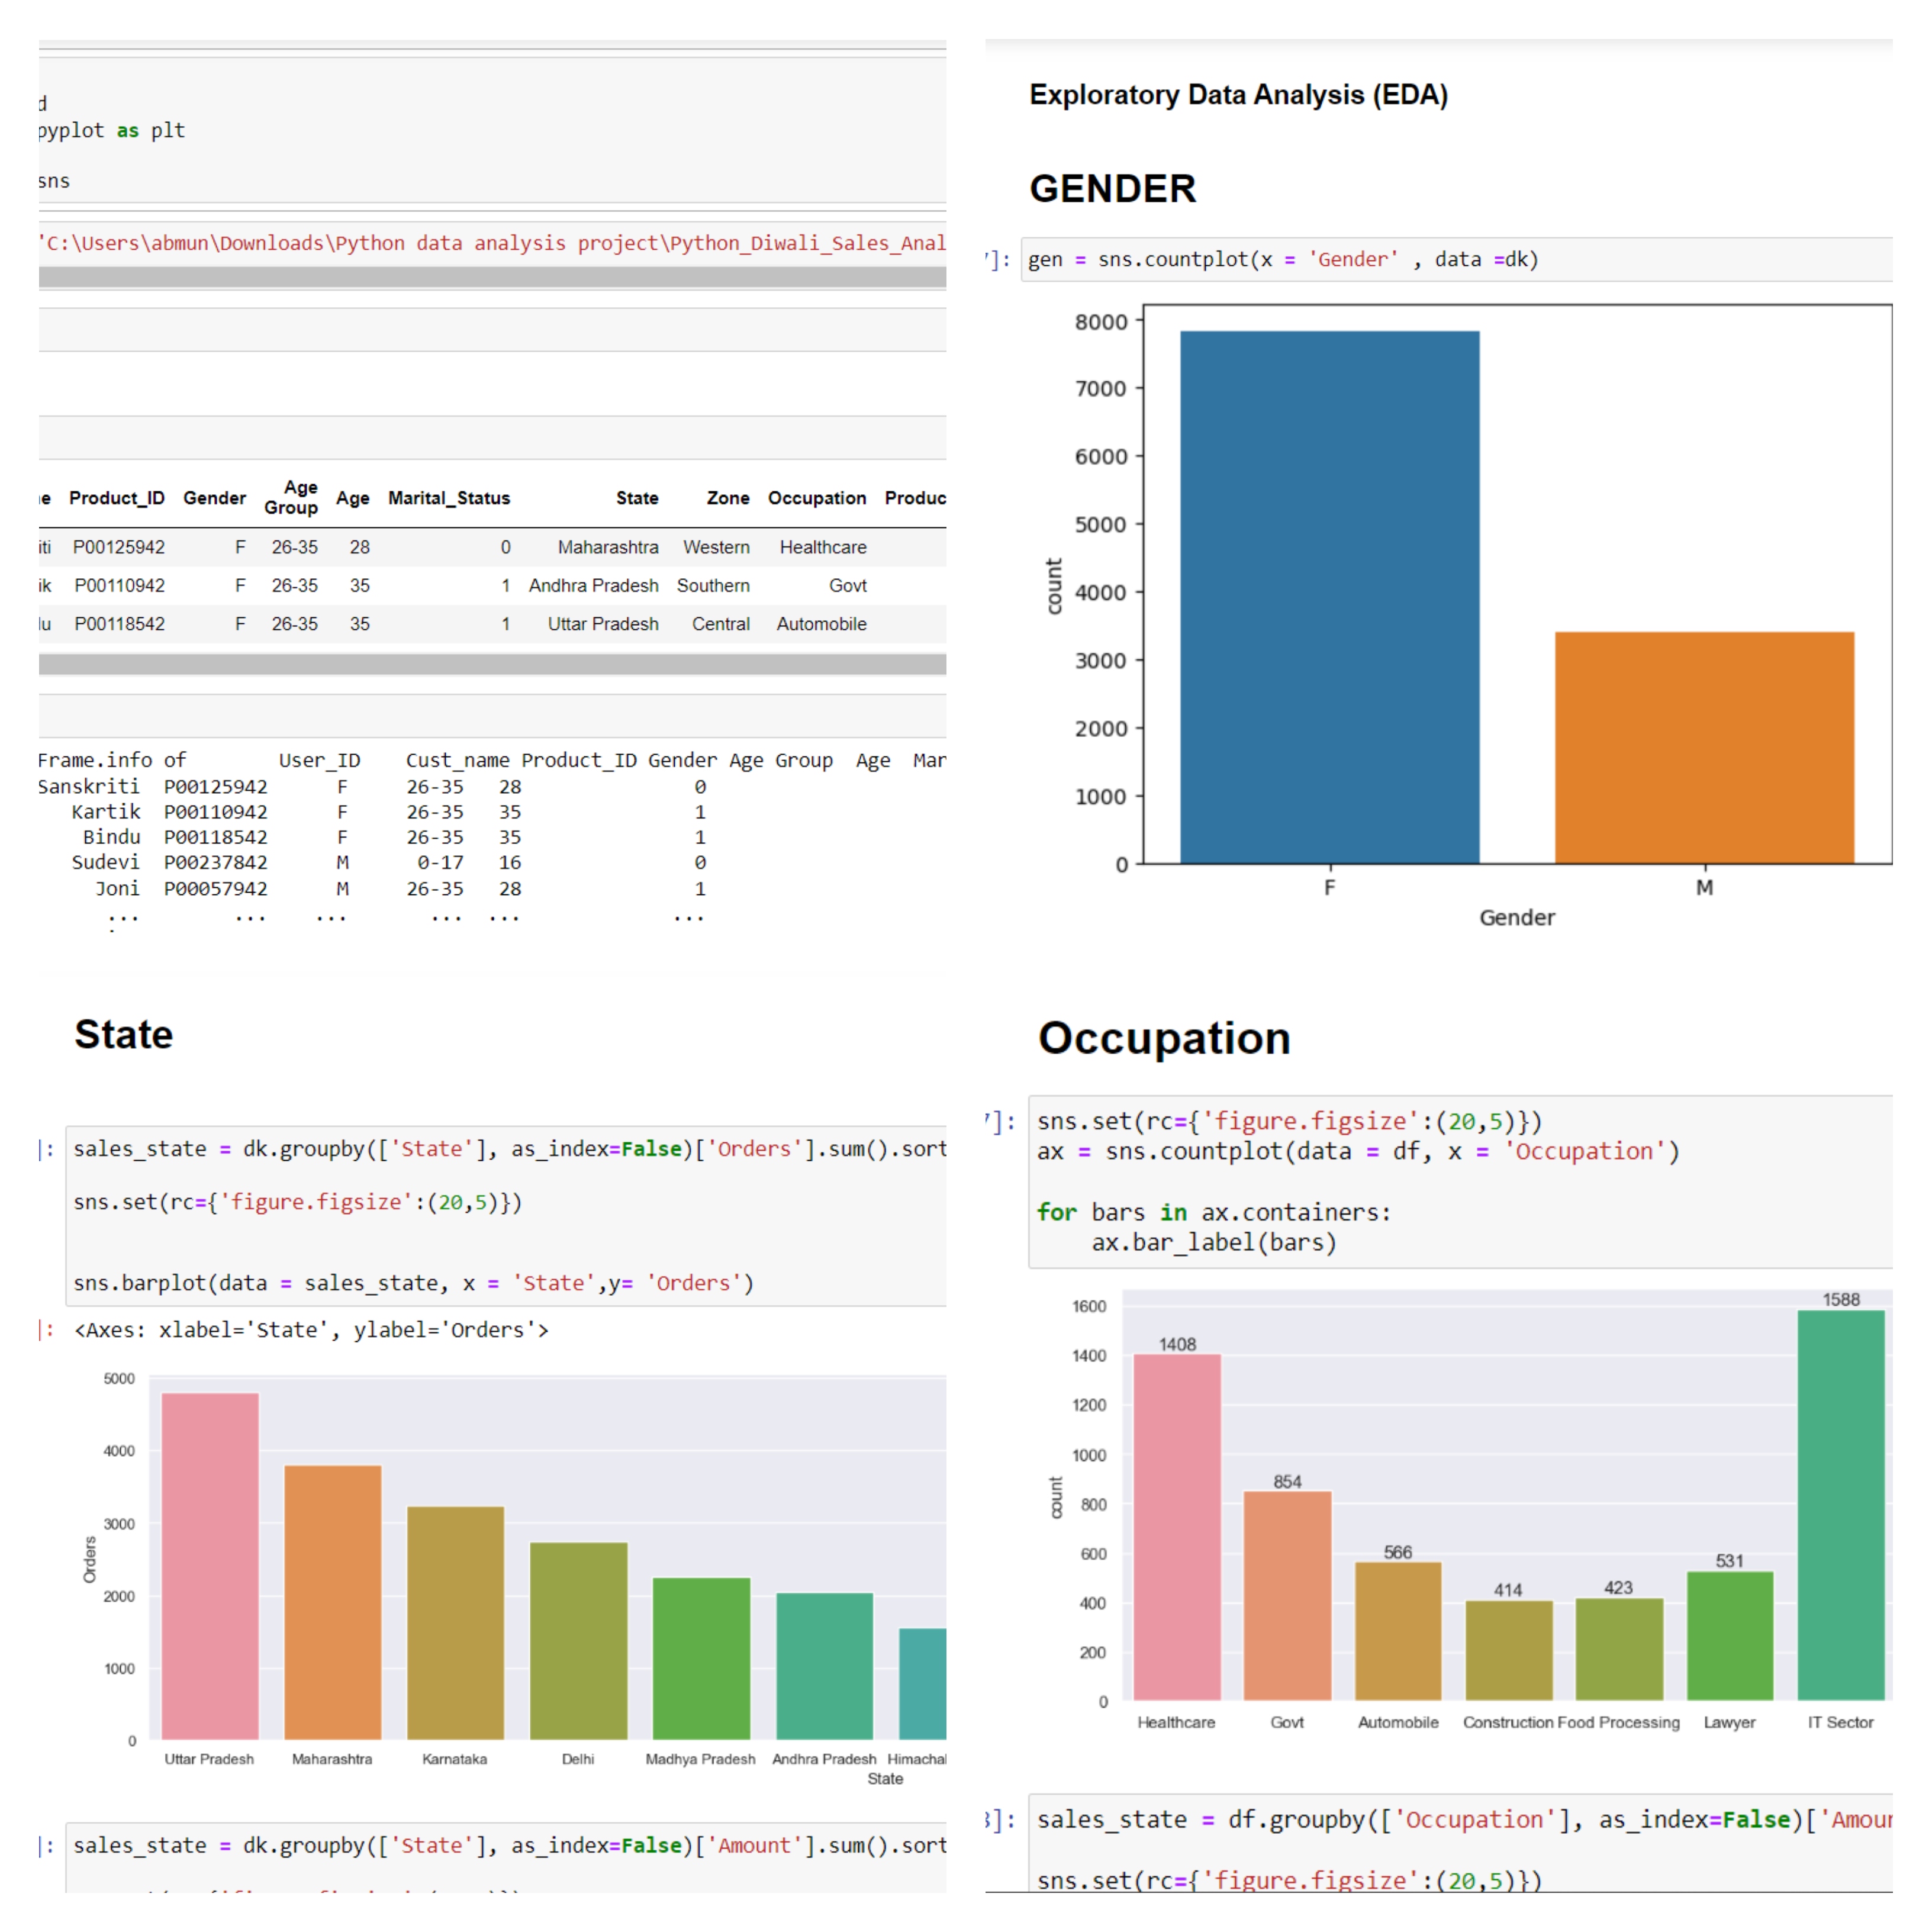 d
pyplot as plt
sns
'C:\Users\abmun\Downloads\Python data analysis project\Python_Diwali_Sales_Anal
e Product_ID Gender Age Group Age Marital_Status State Zone Occupation Produc
iti P00125942 F 26-35 28 0 Maharashtra Western Healthcare
ik P00110942 F 26-35 35 1 Andhra Pradesh Southern Govt
lu P00118542 F 26-35 35 1 Uttar Pradesh Central Automobile
Frame.info of User_ID Cust_name Product_ID Gender Age Group Age Mar
Sanskriti P00125942 F 26-35 28 0
Kartik P00110942 F 26-35 35 1
Bindu P00118542 F 26-35 35 1
Sudevi P00237842 M 0-17 16 0
Joni P00057942 M 26-35 28 1
... ... ... ... ... ...
Exploratory Data Analysis (EDA)
GENDER
]: gen = sns.countplot(x = 'Gender' , data =dk)
8000
7000
6000
5000
4000
3000
2000
1000
0
count
F M
Gender
State
]: sales_state = dk.groupby(['State'], as_index=False)['Orders'].sum().sort
sns.set(rc={'figure.figsize':(20,5)})
sns.barplot(data = sales_state, x = 'State',y= 'Orders')
]: <Axes: xlabel='State', ylabel='Orders'>
5000
4000
3000
2000
1000
0
Orders
Uttar Pradesh Maharashtra Karnataka Delhi Madhya Pradesh Andhra Pradesh Himachal
State
]: sales_state = dk.groupby(['State'], as_index=False)['Amount'].sum().sort
Occupation
7]: sns.set(rc={'figure.figsize':(20,5)})
ax = sns.countplot(data = df, x = 'Occupation')
for bars in ax.containers:
ax.bar_label(bars)
1600
1400
1200
1000
800
600
400
200
0
count
1408
854
566
414
423
531
1588
Healthcare Govt Automobile Construction Food Processing Lawyer IT Sector
]: sales_state = df.groupby(['Occupation'], as_index=False)['Amour
sns.set(rc={'figure.figsize':(20,5)})